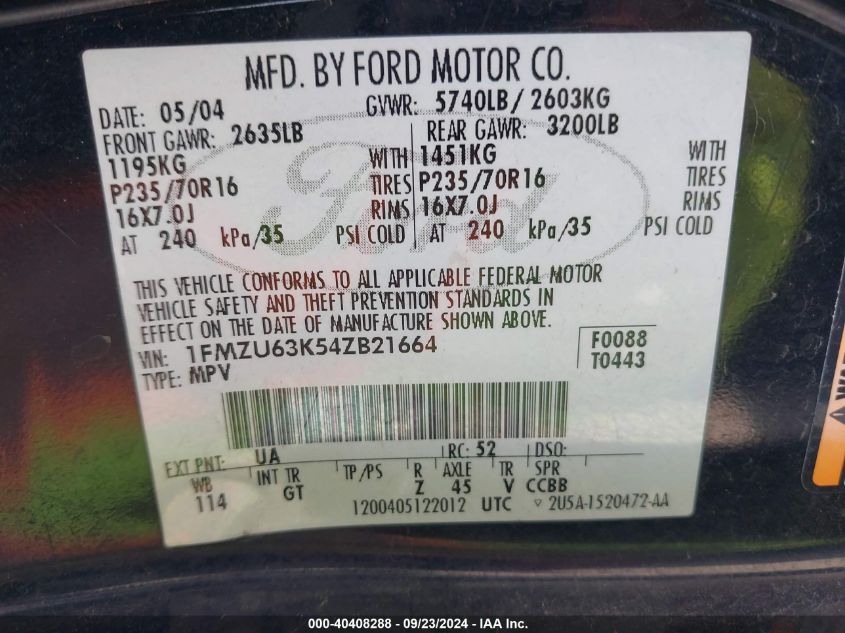 MFD. BY FORD MOTOR CO.
DATE: 05/04 GVWR: 5740LB/ 2603KG
FRONT GAWR: 2635LB REAR GAWR: 3200LB
1195KG WITH 1451KG WITH
P235/70R16 TIRES P235/70R16 TIRES
16X7.0J RIMS 16X7.0J RIMS
AT 240 kPa/35 PSI COLD AT 240 kPa/35 PSI COLD
Ford
THIS VEHICLE CONFORMS TO ALL APPLICABLE FEDERAL MOTOR
VEHICLE SAFETY AND THEFT PREVENTION STANDARDS IN
EFFECT ON THE DATE OF MANUFACTURE SHOWN ABOVE.
VIN: 1FMZU63K54ZB21664 F0088
TYPE: MPV T0443
EXT PNT: UA RC: 52 DSO:
WB INT TR TP/PS R AXLE TR SPR
114 GT Z 45 V CCBB
1200405122012 UTC ▽ 2U5A-1520472-AA
000-40408288 - 09/23/2024 - IAA Inc.